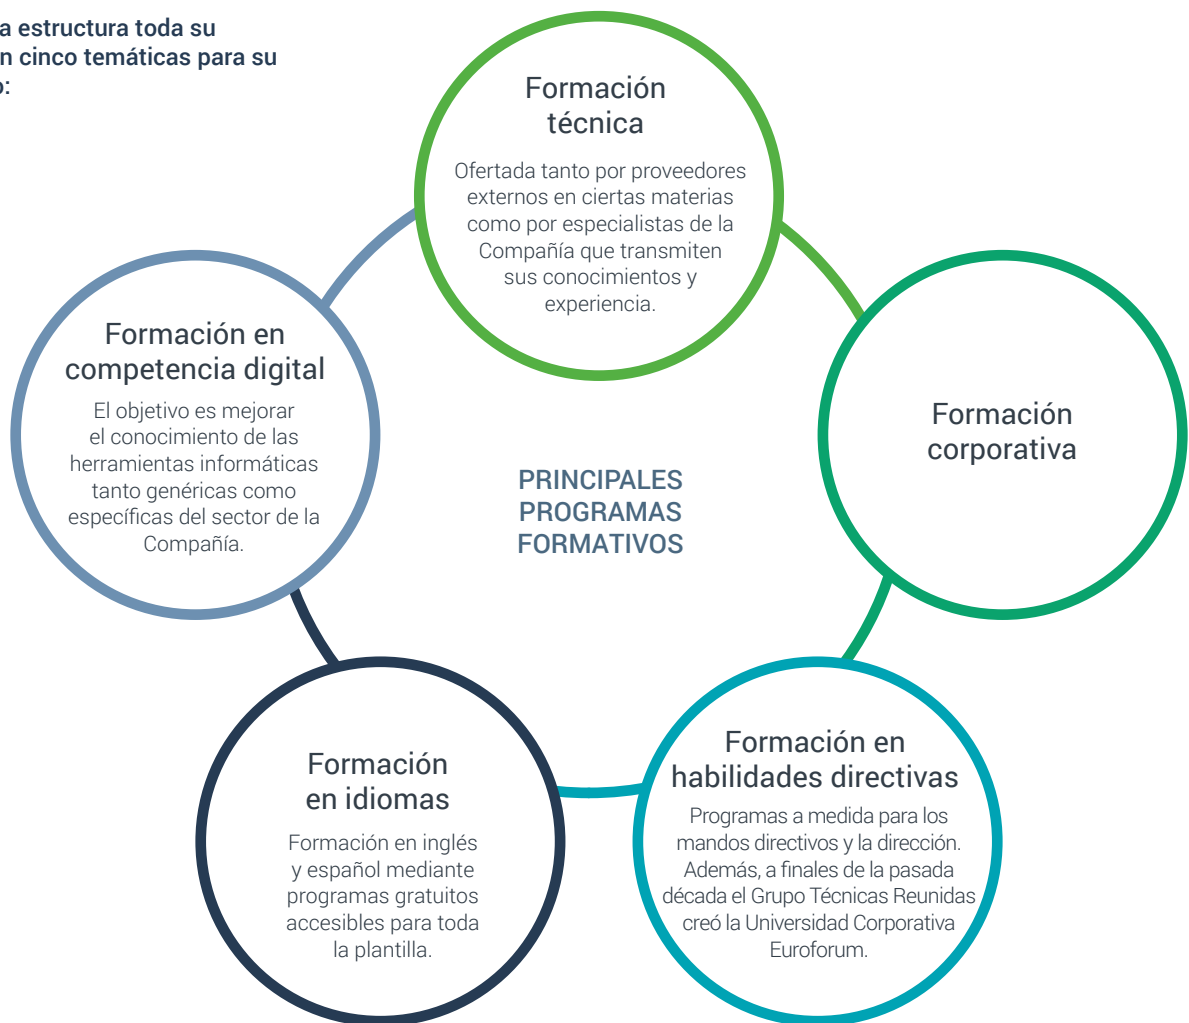 a estructura toda su
n cinco temáticas para su
o:
Formación
técnica
Ofertada tanto por proveedores
externos en ciertas materias
como por especialistas de la
Compañía que transmiten
sus conocimientos y
experiencia.
Formación en
competencia digital
El objetivo es mejorar
el conocimiento de las
herramientas informáticas
tanto genéricas como
específicas del sector de la
Compañía.
Formación
corporativa
PRINCIPALES
PROGRAMAS
FORMATIVOS
Formación
en idiomas
Formación en inglés
y español mediante
programas gratuitos
accesibles para toda
la plantilla.
Formación en
habilidades directivas
Programas a medida para los
mandos directivos y la dirección.
Además, a finales de la pasada
década el Grupo Técnicas Reunidas
creó la Universidad Corporativa
Euroforum.